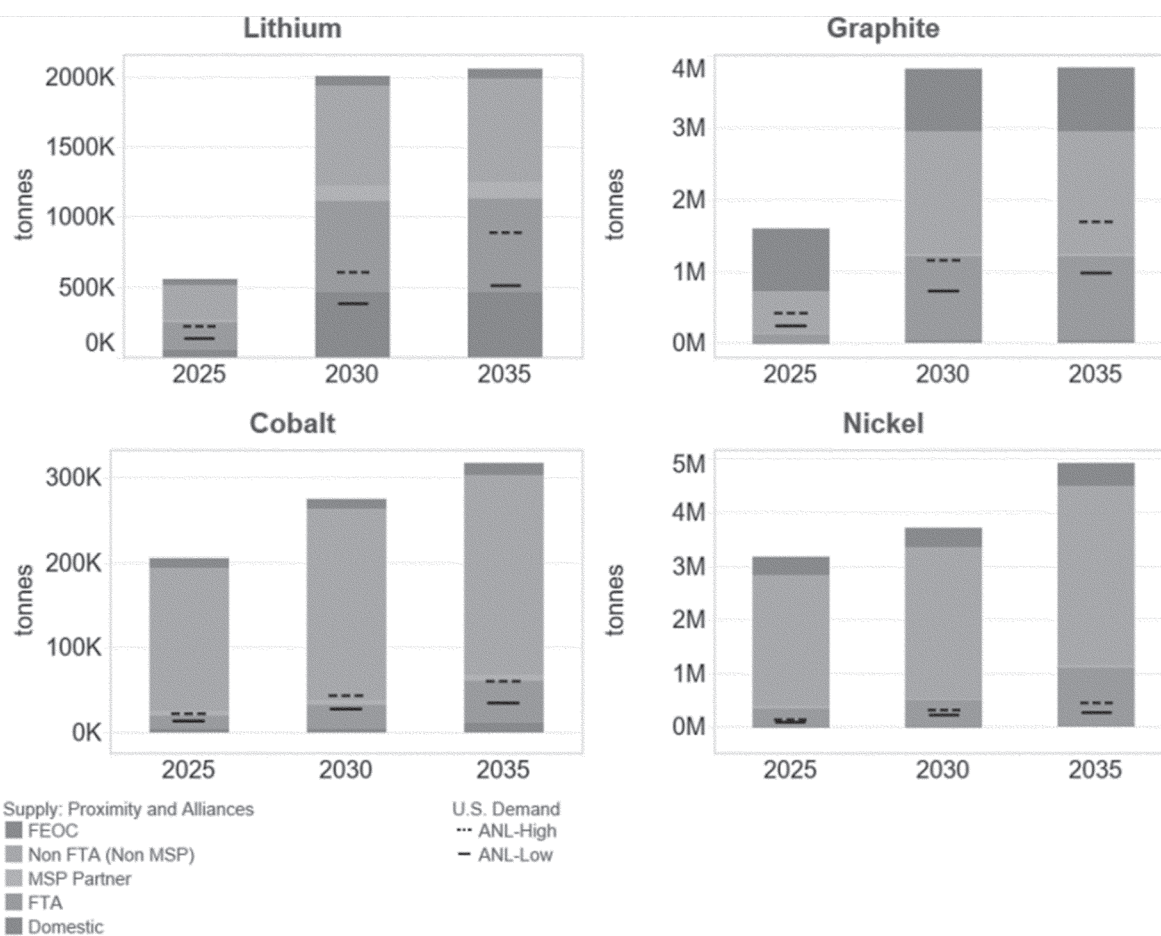 Lithium
tonnes
2000K
1500K
1000K
500K
0K
2025 2030 2035
Graphite
tonnes
4M
3M
2M
1M
0M
2025 2030 2035
Cobalt
tonnes
300K
200K
100K
0K
2025 2030 2035
Nickel
tonnes
5M
4M
3M
2M
1M
0M
2025 2030 2035
Supply: Proximity and Alliances
FEOC
Non FTA (Non MSP)
MSP Partner
FTA
Domestic
U.S. Demand
ANL-High
ANL-Low